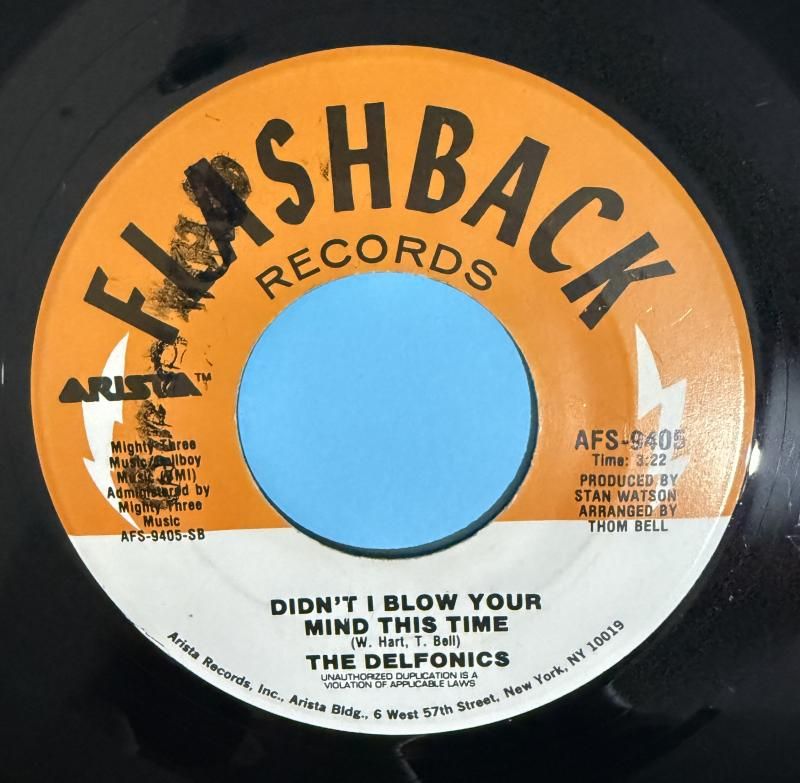 FLASHBACK
RECORDS
ARISTA™
Mighty Three
Music/Bellboy
Music (BMI)
Administered by
Mighty Three
Music
AFS-9405-SB
AFS-9405
Time: 3:22
PRODUCED BY
STAN WATSON
ARRANGED BY
THOM BELL
DIDN'T I BLOW YOUR
MIND THIS TIME
(W. Hart, T. Bell)
THE DELFONICS
UNAUTHORIZED DUPLICATION IS A
VIOLATION OF APPLICABLE LAWS
Arista Records, Inc., Arista Bldg., 6 West 57th Street, New York, NY 10019